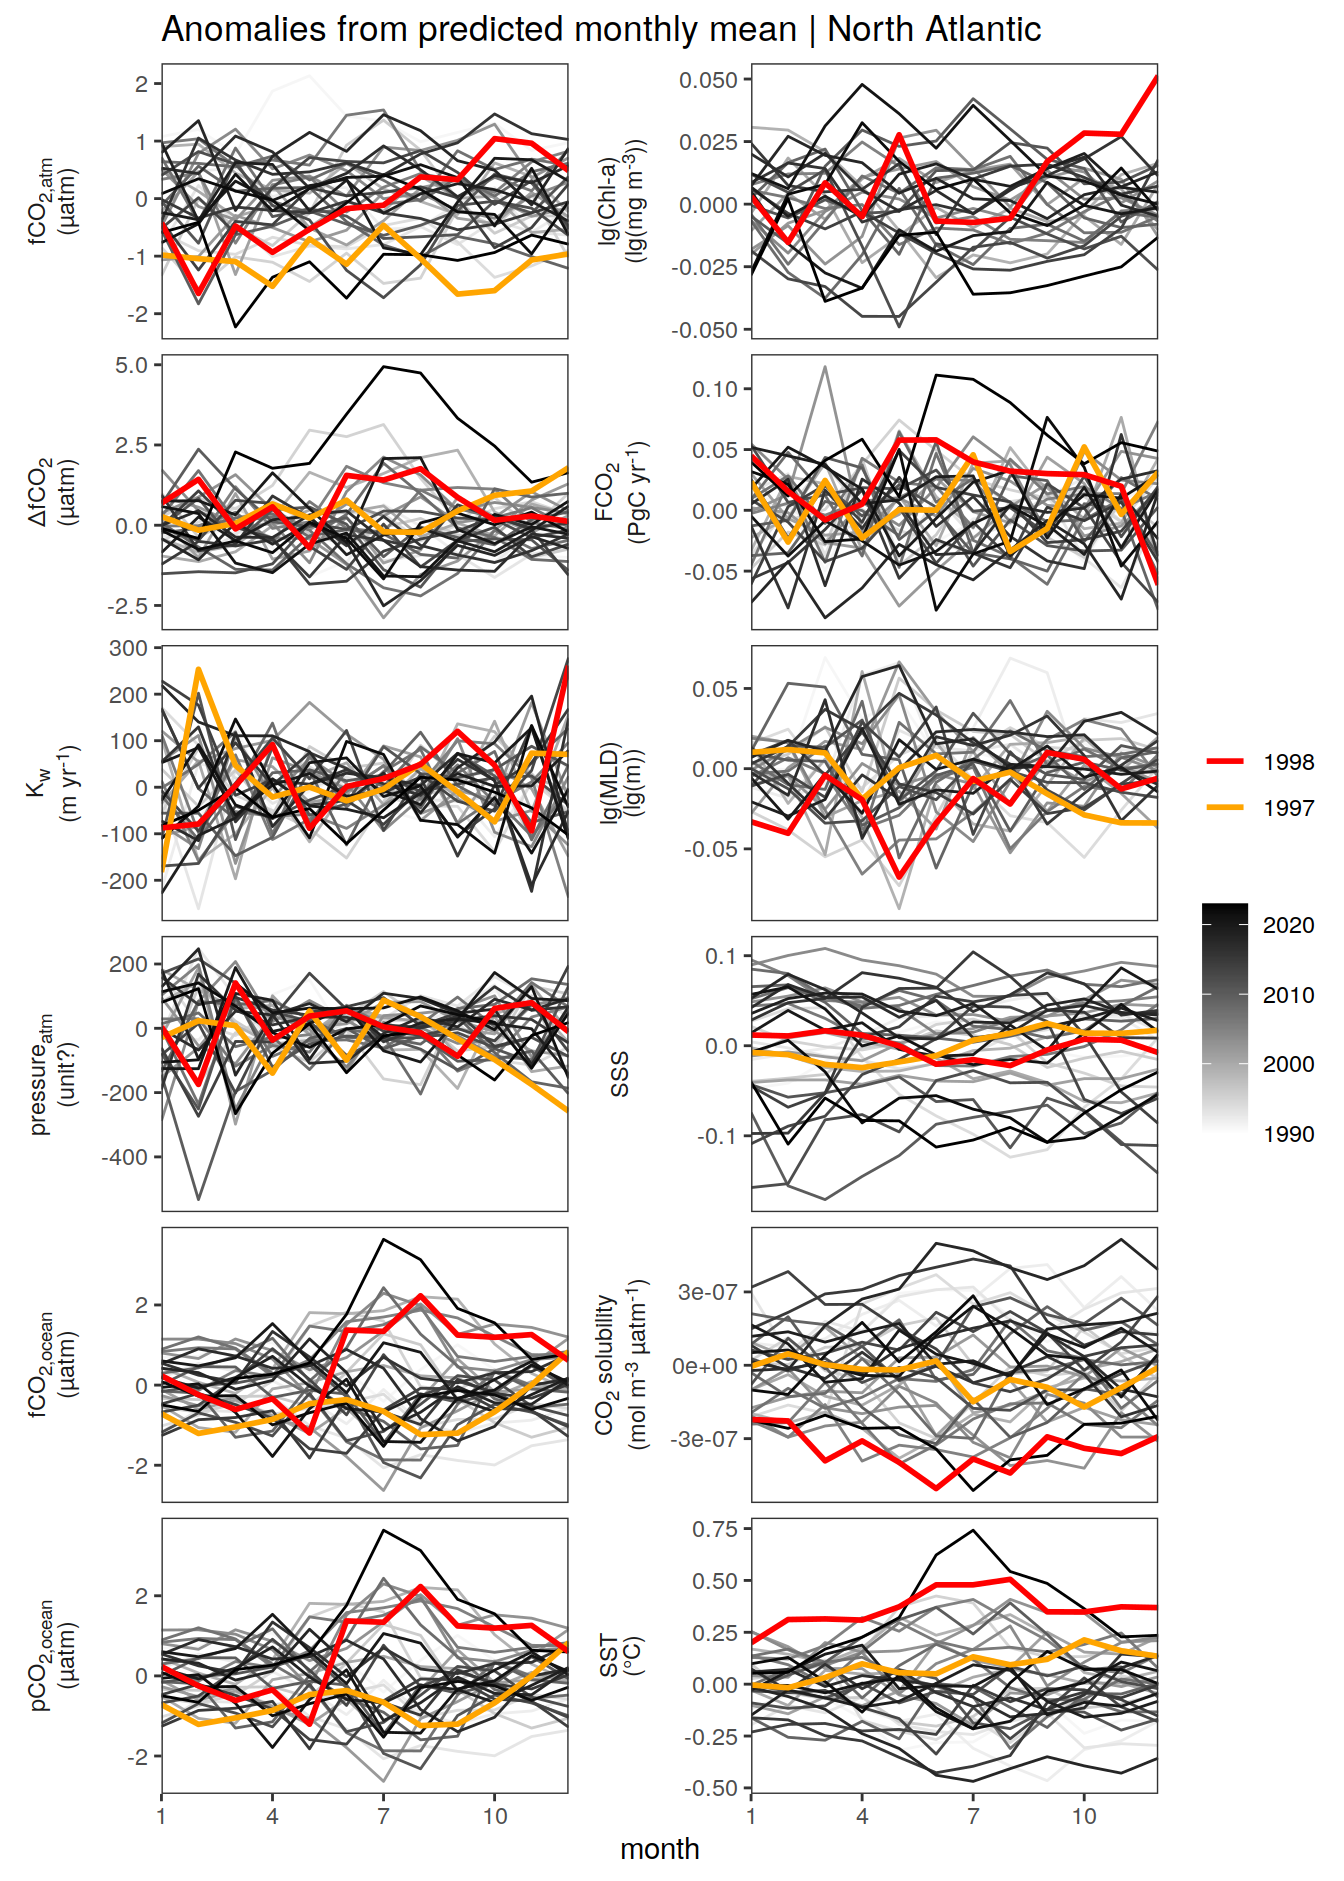 Anomalies from predicted monthly mean | North Atlantic
fCO2,atm
(µatm)
2
1
0
-1
-2
lg(Chl-a)
(lg(mg m-3))
0.050
0.025
0.000
-0.025
-0.050
ΔfCO2
(µatm)
5.0
2.5
0.0
-2.5
FCO2
(PgC yr-1)
0.10
0.05
0.00
-0.05
Kw
(m yr-1)
300
200
100
0
-100
-200
lg(MLD)
(lg(m))
0.05
0.00
-0.05
pressureatm
(unit?)
200
0
-200
-400
SSS
0.1
0.0
-0.1
fCO2,ocean
(µatm)
2
0
-2
CO2 solubility
(mol m-3 µatm-1)
3e-07
0e+00
-3e-07
pCO2,ocean
(µatm)
2
0
-2
SST
(°C)
0.75
0.50
0.25
0.00
-0.25
-0.50
1
4
7
10
1
4
7
10
month
1998
1997
2020
2010
2000
1990